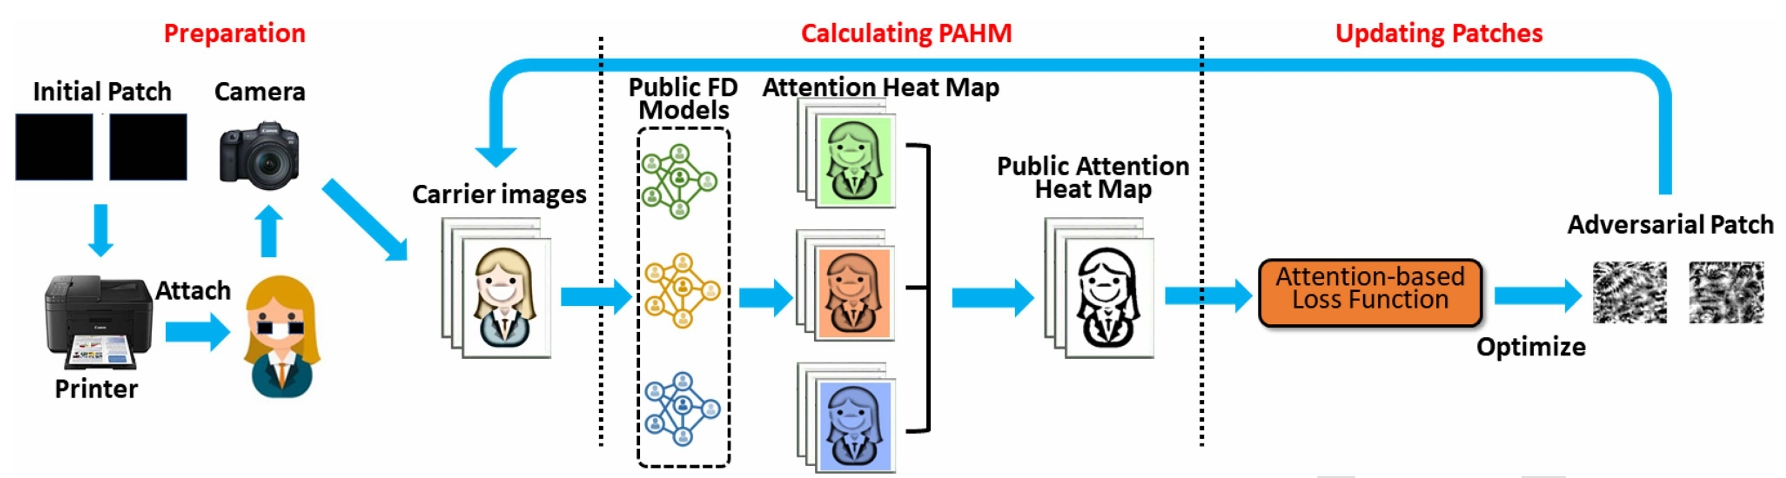 Preparation
Calculating PAHM
Updating Patches
Initial Patch
Camera
Public FD
Models
Attention Heat Map
Public Attention
Heat Map
Carrier images
Adversarial Patch
Attach
Attention-based
Loss Function
Optimize
Printer